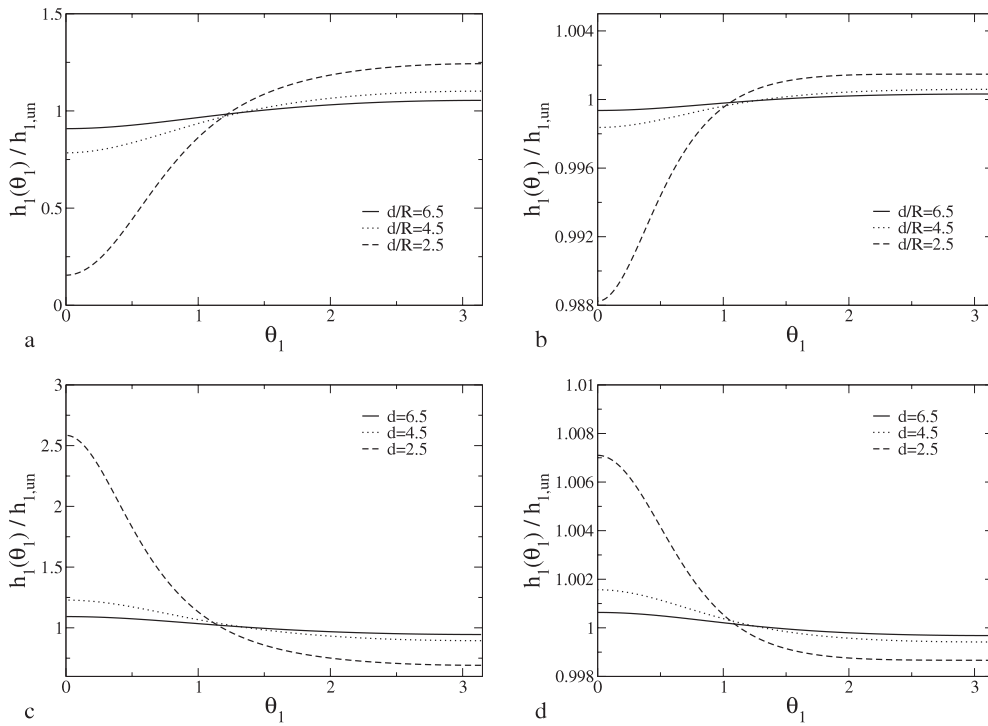 h1(θ1) / h1,un
1.5
1
0.5
0
0
1
2
3
θ1
d/R=6.5
d/R=4.5
d/R=2.5
a
h1(θ1) / h1,un
1.004
1
0.996
0.992
0.988
0
1
2
3
θ1
d/R=6.5
d/R=4.5
d/R=2.5
b
h1(θ1) / h1,un
3
2.5
2
1.5
1
0
1
2
3
θ1
d=6.5
d=4.5
d=2.5
c
h1(θ1) / h1,un
1.01
1.008
1.006
1.004
1.002
1
0.998
0
1
2
3
θ1
d=6.5
d=4.5
d=2.5
d